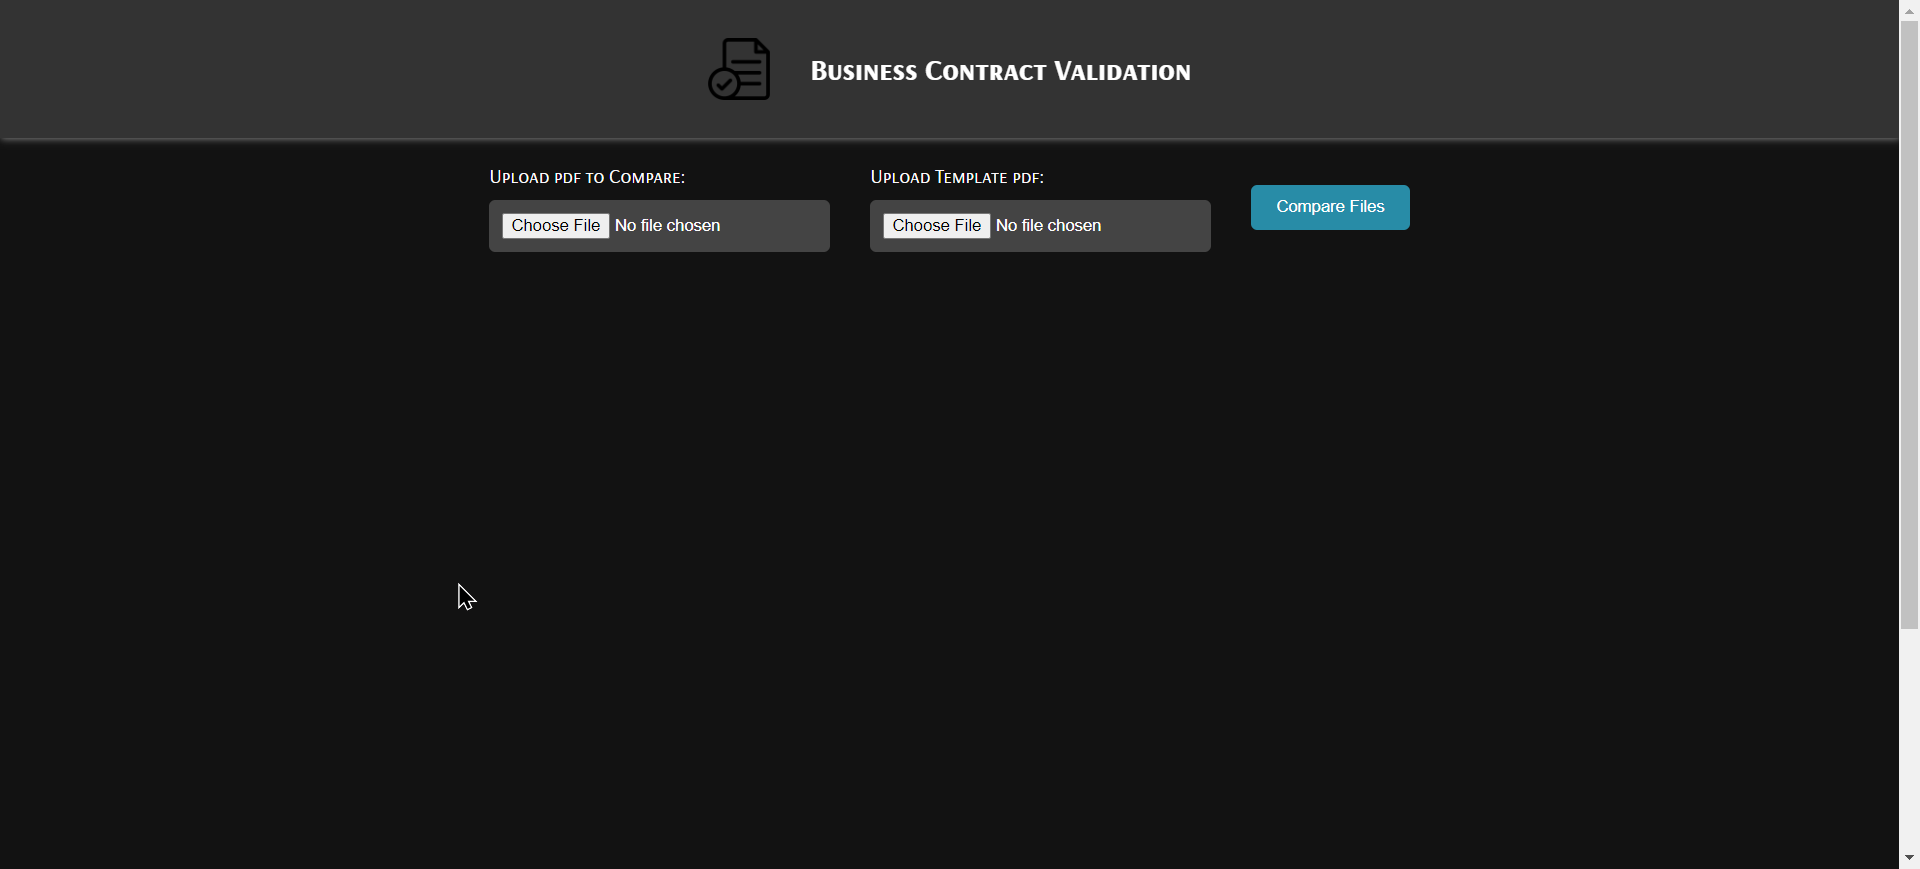 Business Contract Validation
Upload pdf to Compare:
Choose File No file chosen
Upload Template pdf:
Choose File No file chosen
Compare Files